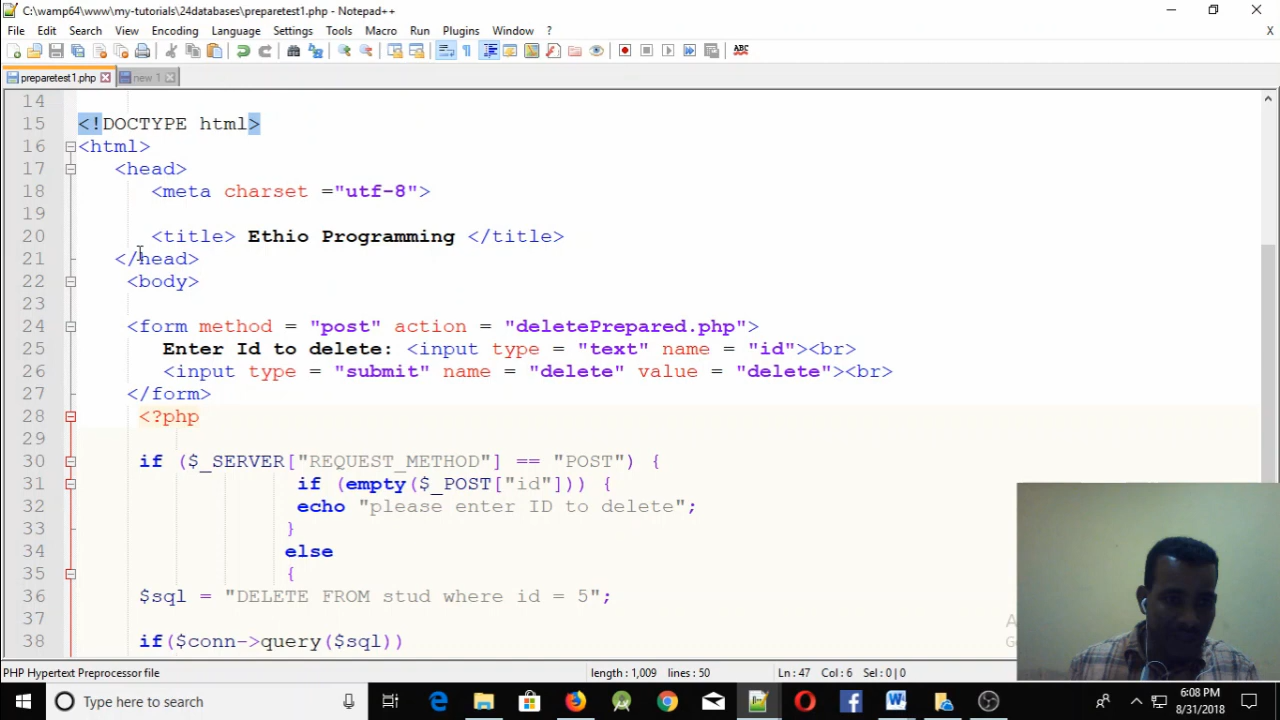 C:\wamp64\www\my-tutorials\24databases\preparetest1.php - Notepad++
File Edit Search View Encoding Language Settings Tools Macro Run Plugins Window ? X
preparetest1.php new 1
14
15 <!DOCTYPE html>
16 <html>
17 <head>
18 <meta charset ="utf-8">
19
20 <title> Ethio Programming </title>
21 </head>
22 <body>
23
24 <form method = "post" action = "deletePrepared.php">
25 Enter Id to delete: <input type = "text" name = "id"><br>
26 <input type = "submit" name = "delete" value = "delete"><br>
27 </form>
28 <?php
29
30 if ($_SERVER["REQUEST_METHOD"] == "POST") {
31 if (empty($_POST["id"])) {
32 echo "please enter ID to delete";
33 }
34 else
35 {
36 $sql = "DELETE FROM stud where id = 5";
37
38 if($conn->query($sql))
PHP Hypertext Preprocessor file length : 1,009 lines : 50 Ln : 47 Col : 6 Sel : 0 | 0
Type here to search 6:08 PM
8/31/2018